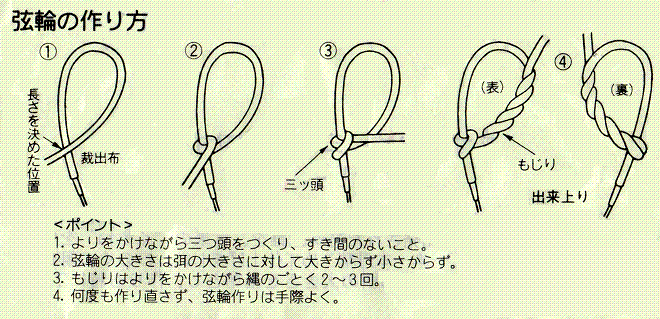 弦輪の作り方
①
②
③
④
長さを決めた位置
裁出布
三ッ頭
(表)
もじり
(裏)
出来上り
<ポイント>
1. よりをかけながら三つ頭をつくり、すき間のないこと。
2. 弦輪の大きさは弭の大きさに対して大きからず小さからず。
3. もじりはよりをかけながら縄のごとく2〜3回。
4. 何度も作り直さず、弦輪作りは手際よく。